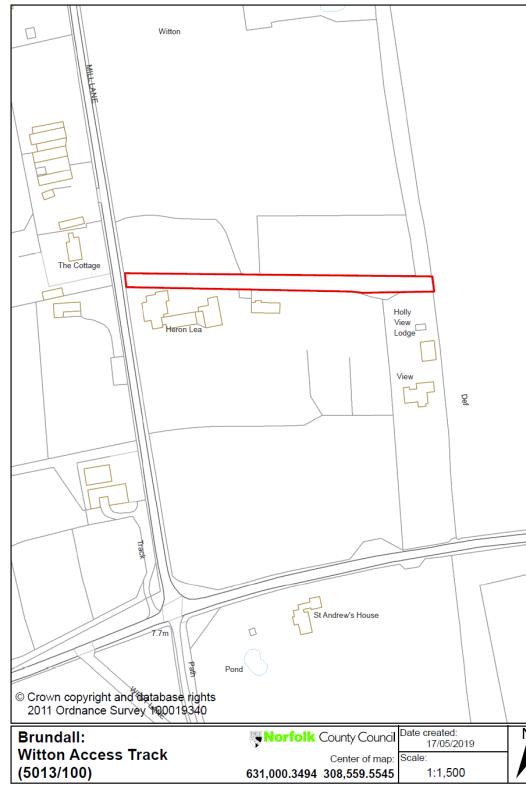 Witton
MILL LANE
The Cottage
Heron Lea
Holly
View
Lodge
View
Def
Track
7.7m
St Andrew's House
Path
Pond
© Crown copyright and database rights
2011 Ordnance Survey 100019340
Brundall:
Witton Access Track
(5013/100)
Norfolk County Council
Center of map:
631,000.3494 308,559.5545
Date created:
17/05/2019
Scale:
1:1,500
N